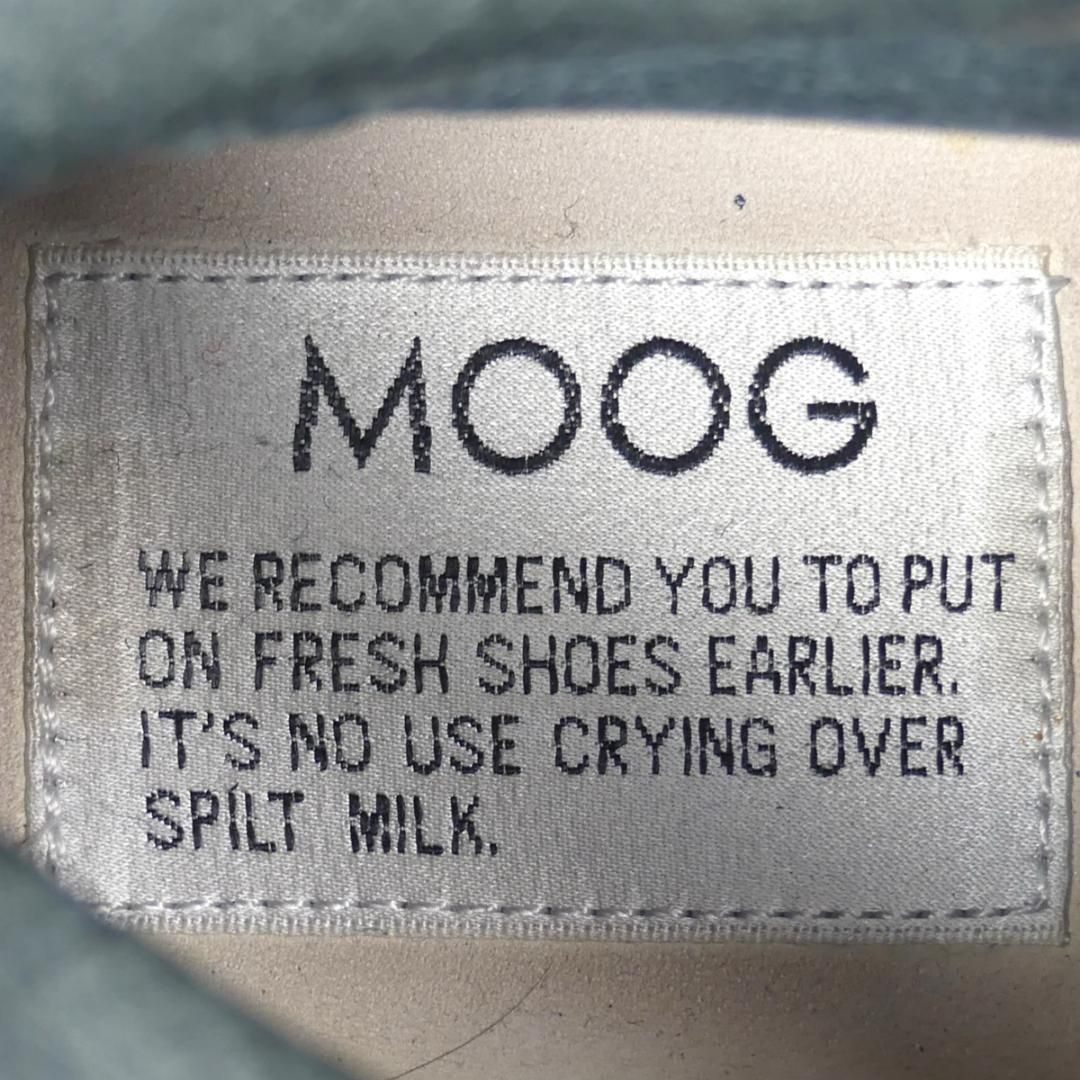 MOOG
WE RECOMMEND YOU TO PUT
ON FRESH SHOES EARLIER.
IT'S NO USE CRYING OVER
SPILT MILK.